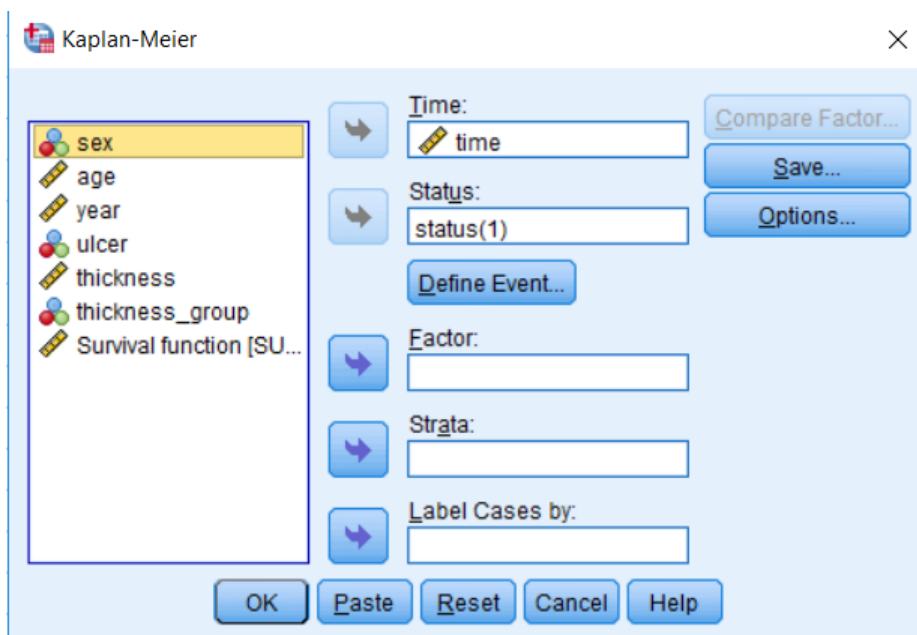 Kaplan-Meier
sex
age
year
ulcer
thickness
thickness_group
Survival function [SU...
Time:
time
Status:
status(1)
Define Event...
Factor:
Strata:
Label Cases by:
Compare Factor...
Save...
Options...
OK Paste Reset Cancel Help